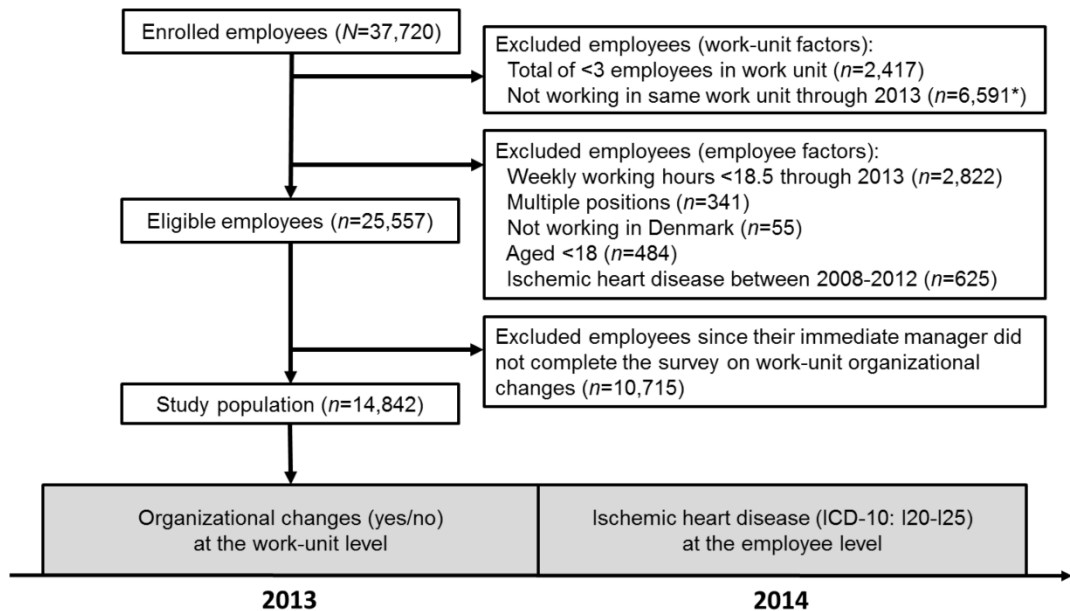 Enrolled employees (N=37,720)
Excluded employees (work-unit factors):
Total of <3 employees in work unit (n=2,417)
Not working in same work unit through 2013 (n=6,591*)
Excluded employees (employee factors):
Weekly working hours <18.5 through 2013 (n=2,822)
Multiple positions (n=341)
Not working in Denmark (n=55)
Aged <18 (n=484)
Ischemic heart disease between 2008-2012 (n=625)
Eligible employees (n=25,557)
Excluded employees since their immediate manager did
not complete the survey on work-unit organizational
changes (n=10,715)
Study population (n=14,842)
Organizational changes (yes/no)
at the work-unit level
Ischemic heart disease (ICD-10: I20-I25)
at the employee level
2013
2014